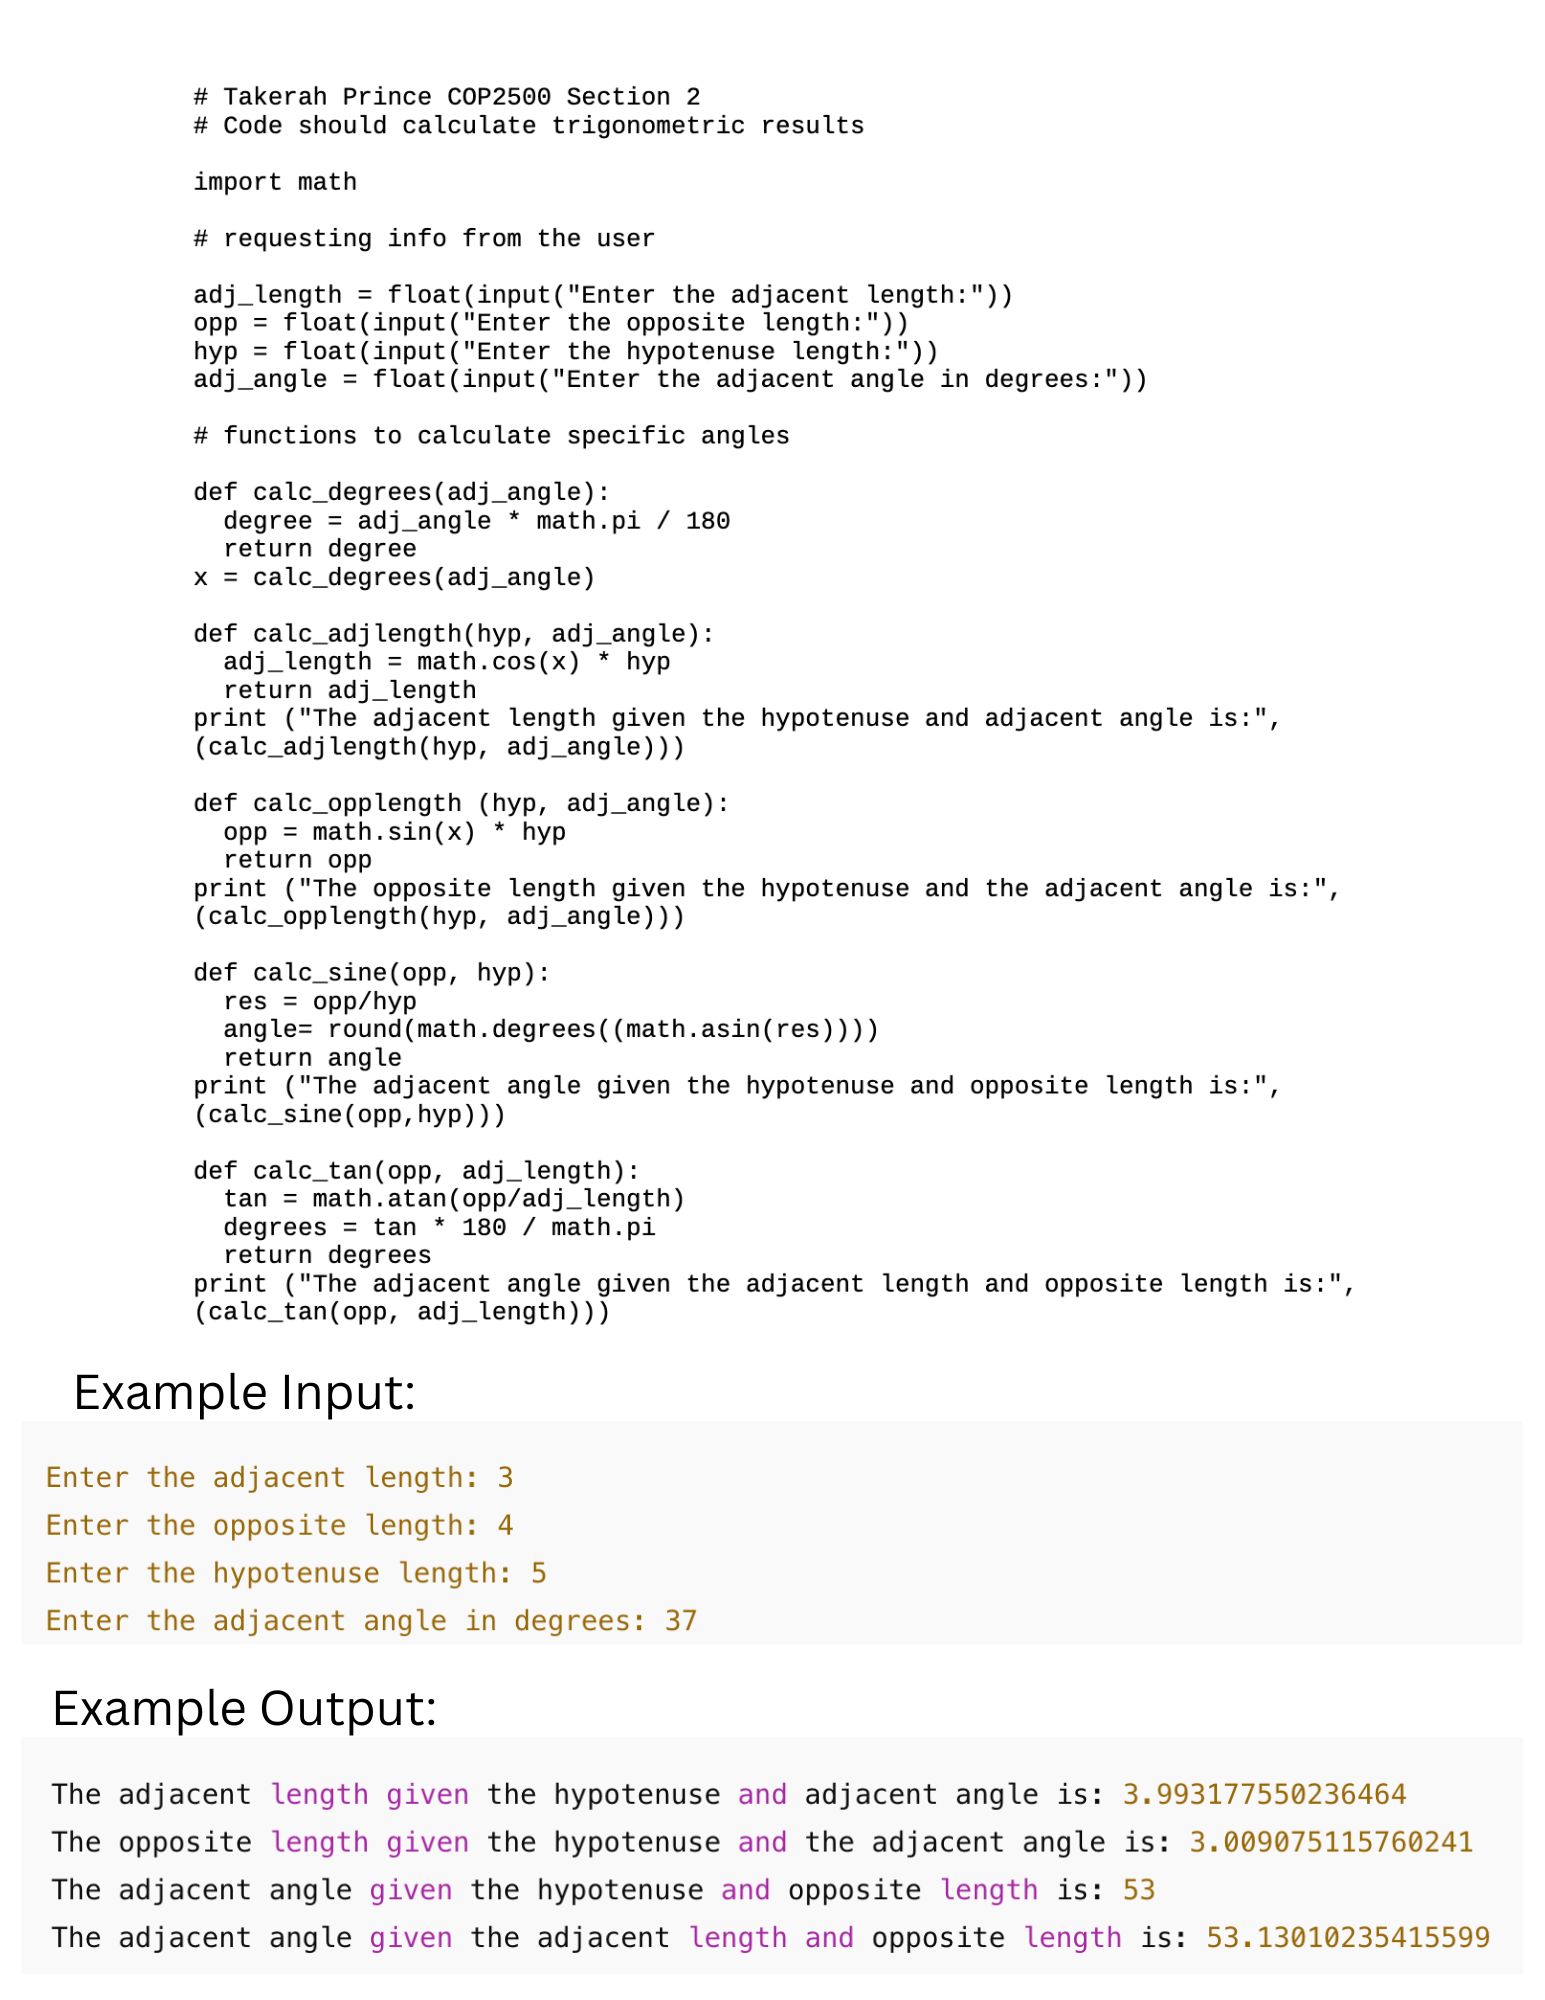 # Takerah Prince COP2500 Section 2
# Code should calculate trigonometric results
import math
# requesting info from the user
adj_length = float(input("Enter the adjacent length:"))
opp = float(input("Enter the opposite length:"))
hyp = float(input("Enter the hypotenuse length:"))
adj_angle = float(input("Enter the adjacent angle in degrees:"))
# functions to calculate specific angles
def calc_degrees(adj_angle):
  degree = adj_angle * math.pi / 180
  return degree
x = calc_degrees(adj_angle)
def calc_adjlength(hyp, adj_angle):
  adj_length = math.cos(x) * hyp
  return adj_length
print ("The adjacent length given the hypotenuse and adjacent angle is:",
(calc_adjlength(hyp, adj_angle)))
def calc_opplength (hyp, adj_angle):
  opp = math.sin(x) * hyp
  return opp
print ("The opposite length given the hypotenuse and the adjacent angle is:",
(calc_opplength(hyp, adj_angle)))
def calc_sine(opp, hyp):
  res = opp/hyp
  angle= round(math.degrees((math.asin(res))))
  return angle
print ("The adjacent angle given the hypotenuse and opposite length is:",
(calc_sine(opp,hyp)))
def calc_tan(opp, adj_length):
  tan = math.atan(opp/adj_length)
  degrees = tan * 180 / math.pi
  return degrees
print ("The adjacent angle given the adjacent length and opposite length is:",
(calc_tan(opp, adj_length)))
Example Input:
Enter the adjacent length: 3
Enter the opposite length: 4
Enter the hypotenuse length: 5
Enter the adjacent angle in degrees: 37
Example Output:
The adjacent length given the hypotenuse and adjacent angle is: 3.993177550236464
The opposite length given the hypotenuse and the adjacent angle is: 3.009075115760241
The adjacent angle given the hypotenuse and opposite length is: 53
The adjacent angle given the adjacent length and opposite length is: 53.13010235415599